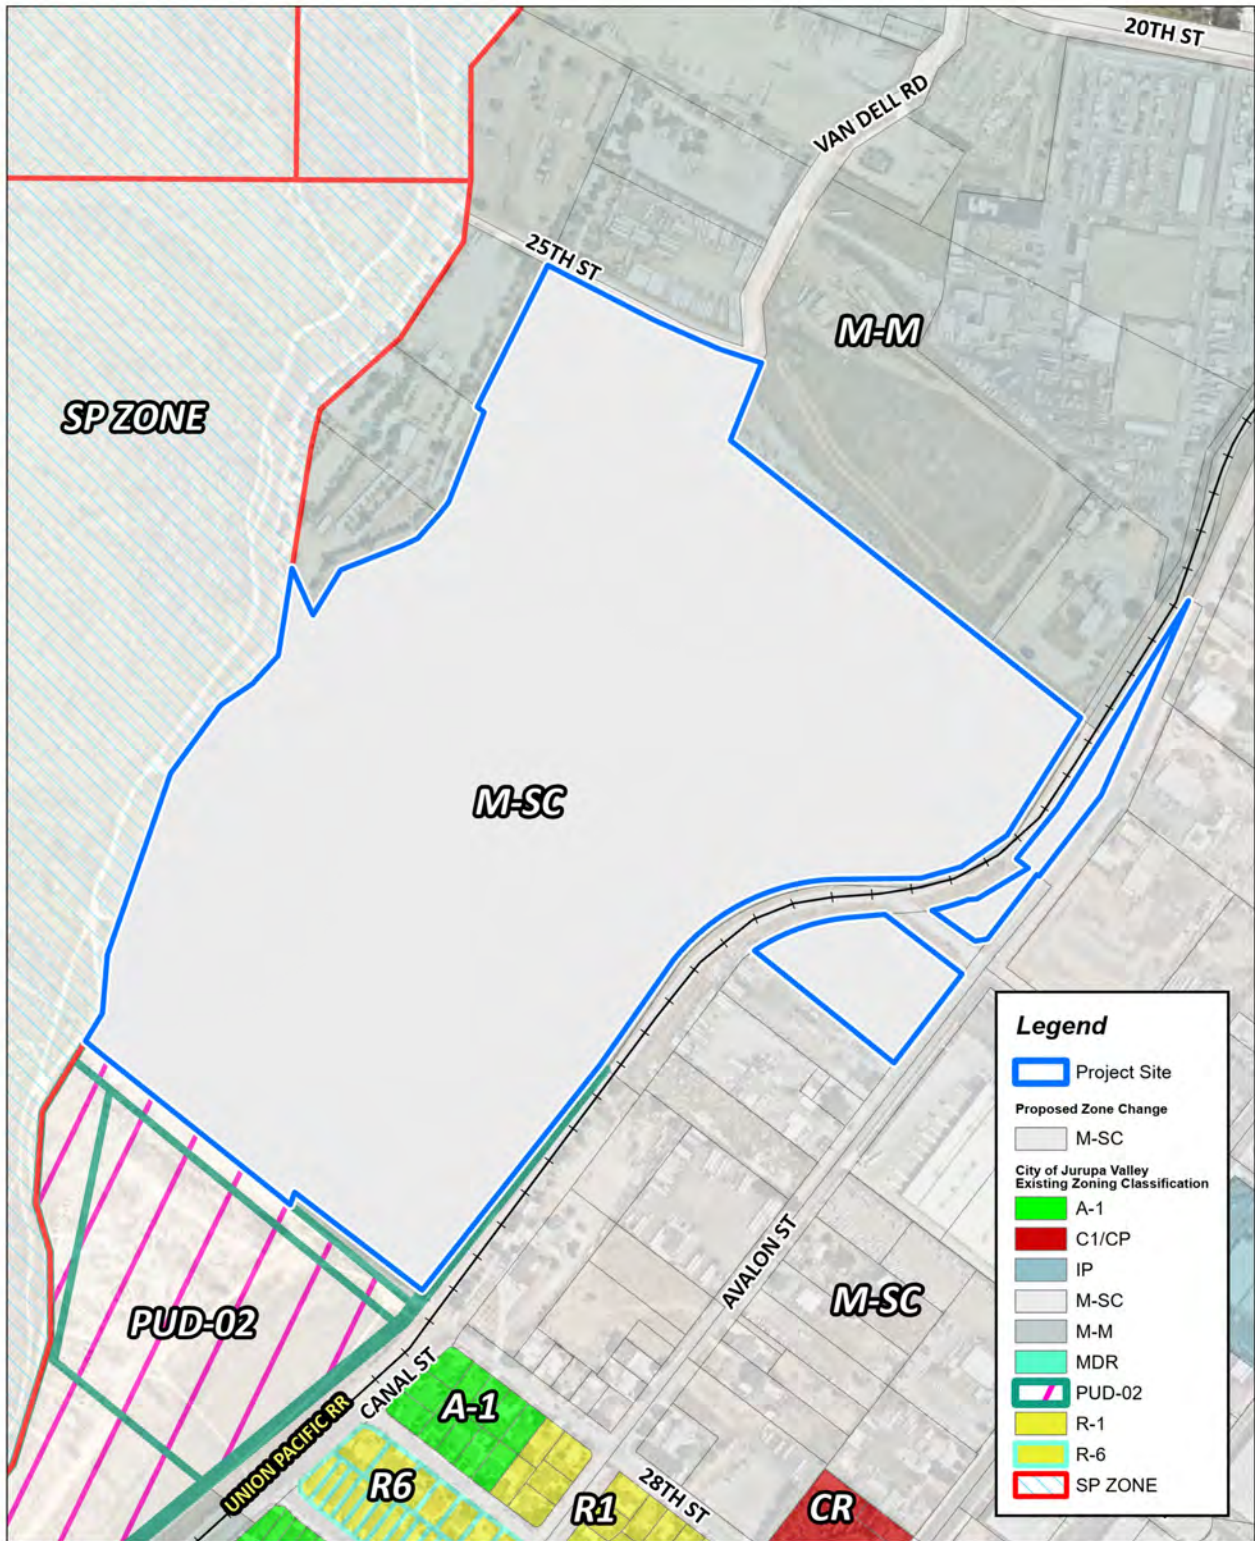 20TH ST
VAN DELL RD
25TH ST
M-M
SP ZONE
M-SC
Legend
Project Site
Proposed Zone Change
M-SC
City of Jurupa Valley
Existing Zoning Classification
A-1
C1/CP
IP
M-SC
M-M
MDR
PUD-02
R-1
R-6
SP ZONE
AVALON ST
M-SC
PUD-02
CANAL ST
UNION PACIFIC RR
A-1
R6
R1
28TH ST
CR